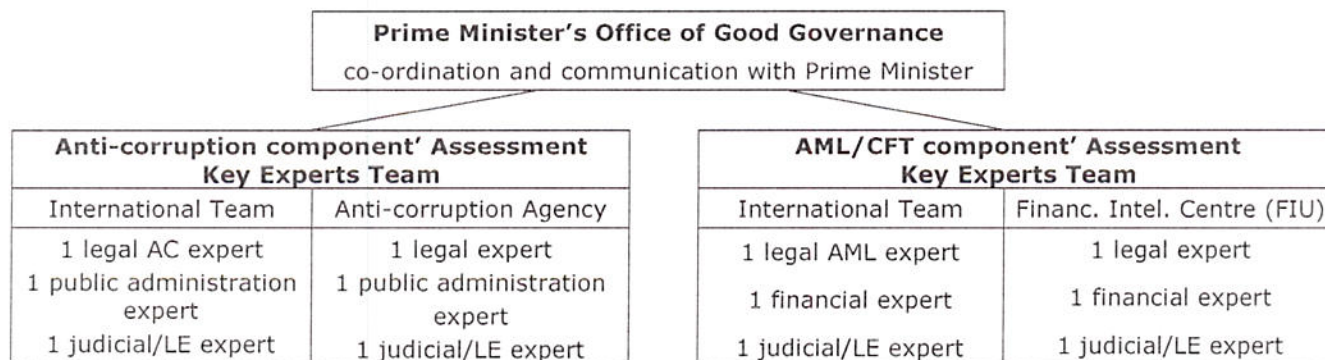 Prime Minister's Office of Good Governance
co-ordination and communication with Prime Minister
Anti-corruption component' Assessment
Key Experts Team
International Team
Anti-corruption Agency
1 legal AC expert
1 public administration
expert
1 judicial/LE expert
1 legal expert
1 public administration
expert
1 judicial/LE expert
AML/CFT component' Assessment
Key Experts Team
International Team
Financ. Intel. Centre (FIU)
1 legal AML expert
1 financial expert
1 judicial/LE expert
1 legal expert
1 financial expert
1 judicial/LE expert